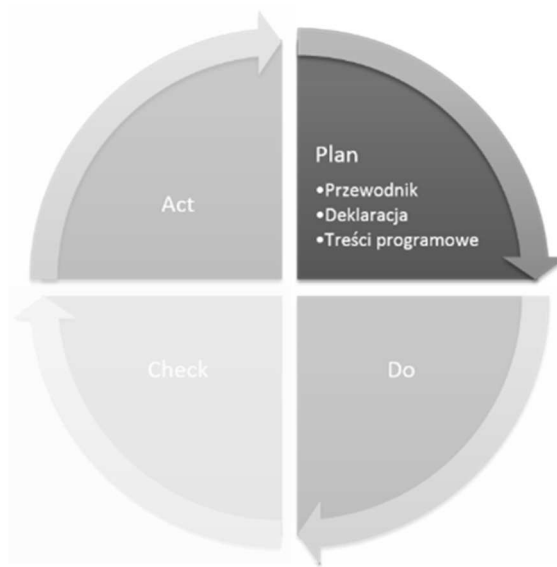 Plan
•Przewodnik
•Deklaracja
•Treści programowe
Act
Check
Do